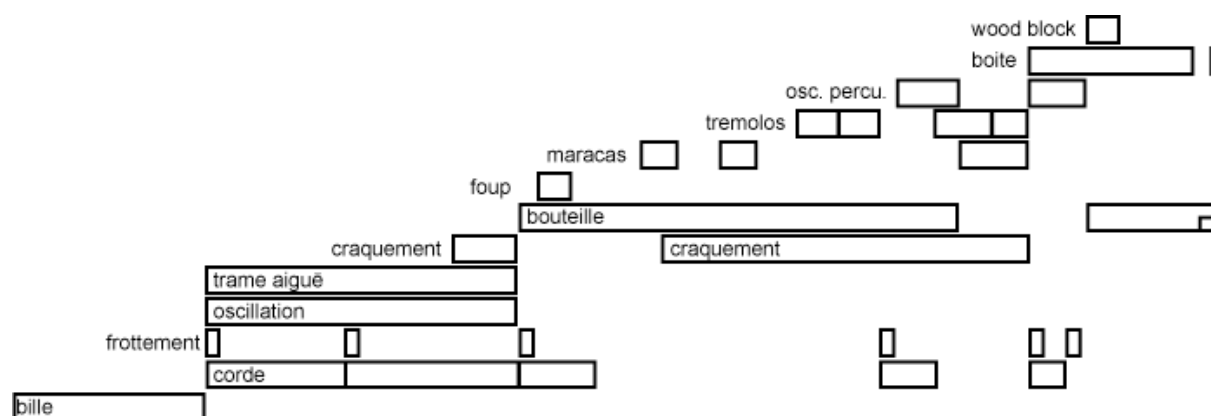 wood block
boite
osc. percu.
tremolos
maracas
foup
bouteille
craquement
craquement
trame aiguë
oscillation
frottement
corde
bille